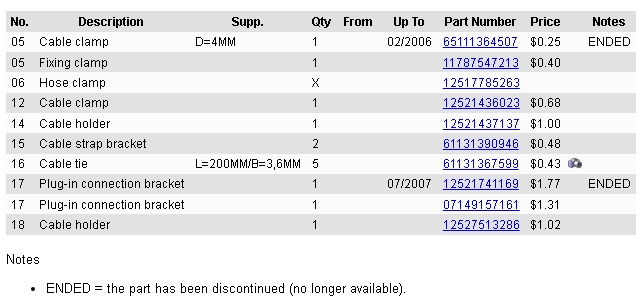 No. Description Supp. Qty From Up To Part Number Price Notes
05 Cable clamp D=4MM 1 02/2006 65111364507 $0.25 ENDED
05 Fixing clamp 1 11787547213 $0.40
06 Hose clamp X 12517785263
12 Cable clamp 1 12521436023 $0.68
14 Cable holder 1 12521437137 $1.00
15 Cable strap bracket 2 61131390946 $0.48
16 Cable tie L=200MM/B=3,6MM 5 61131367599 $0.43
17 Plug-in connection bracket 1 07/2007 12521741169 $1.77 ENDED
17 Plug-in connection bracket 1 07149157161 $1.31
18 Cable holder 1 12527513286 $1.02
Notes
• ENDED = the part has been discontinued (no longer available).